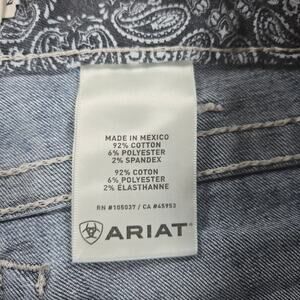 MADE IN MEXICO
92% COTTON
6% POLYESTER
2% SPANDEX
92% COTON
6% POLYESTER
2% ÉLASTHANNE
RN #105037 / CA #45953
ARIAT